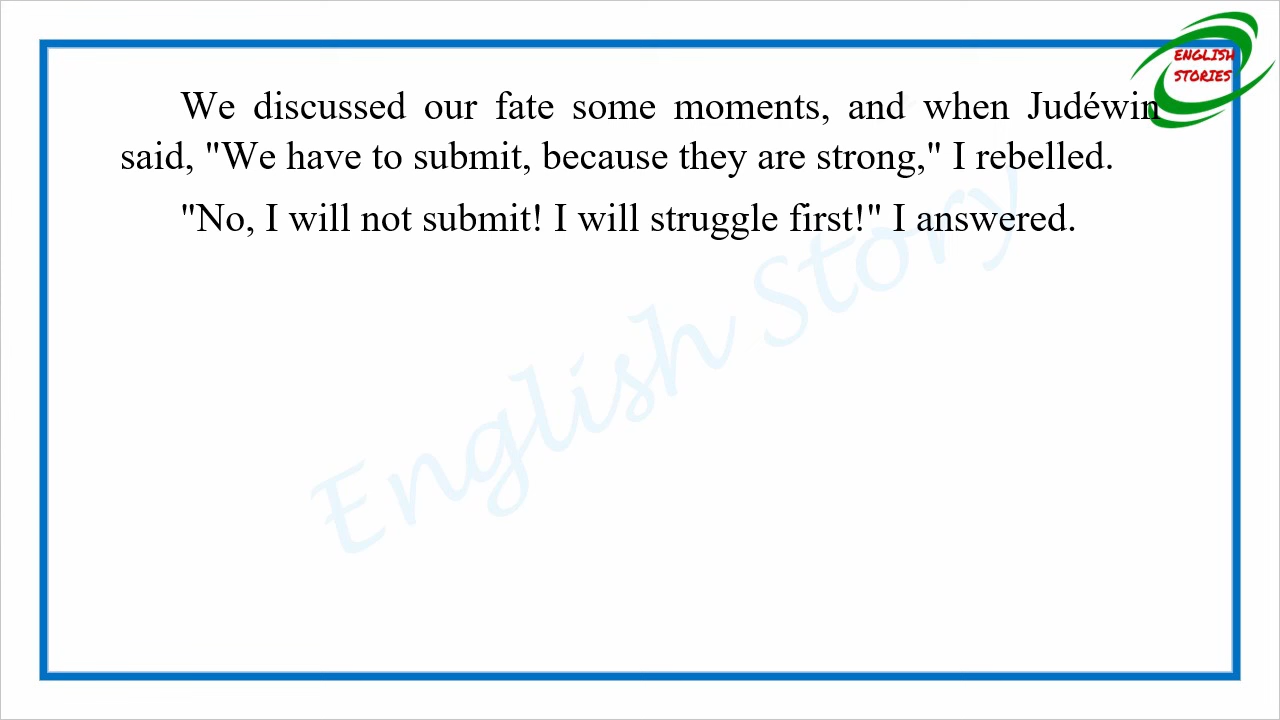 ENGLISH
STORIES
We discussed our fate some moments, and when Judéwin
said, "We have to submit, because they are strong," I rebelled.
"No, I will not submit! I will struggle first!" I answered.
English Story